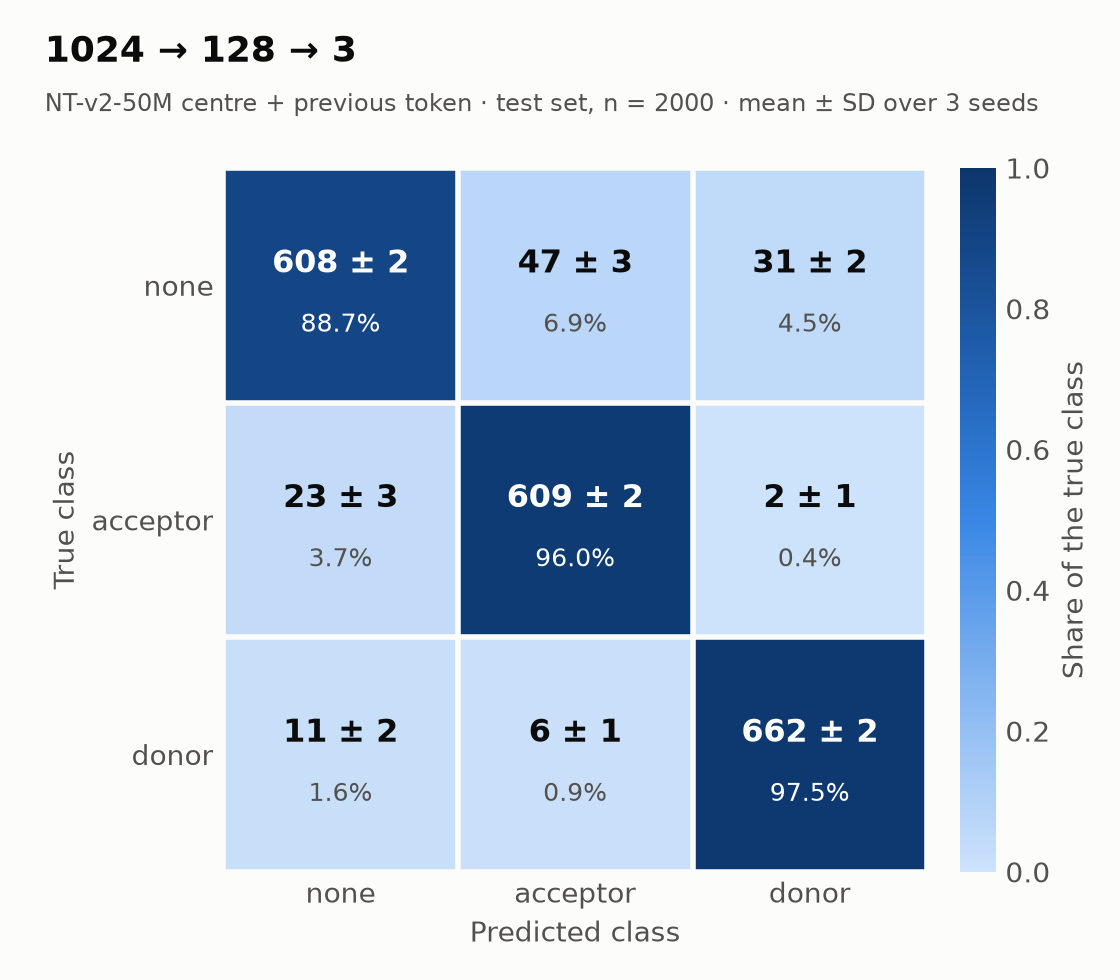 1024 → 128 → 3
NT-v2-50M centre + previous token · test set, n = 2000 · mean ± SD over 3 seeds
608 ± 2
88.7%
47 ± 3
6.9%
31 ± 2
4.5%
none
23 ± 3
3.7%
609 ± 2
96.0%
2 ± 1
0.4%
acceptor
11 ± 2
1.6%
6 ± 1
0.9%
662 ± 2
97.5%
donor
True class
none
acceptor
donor
Predicted class
1.0
0.8
0.6
0.4
0.2
0.0
Share of the true class